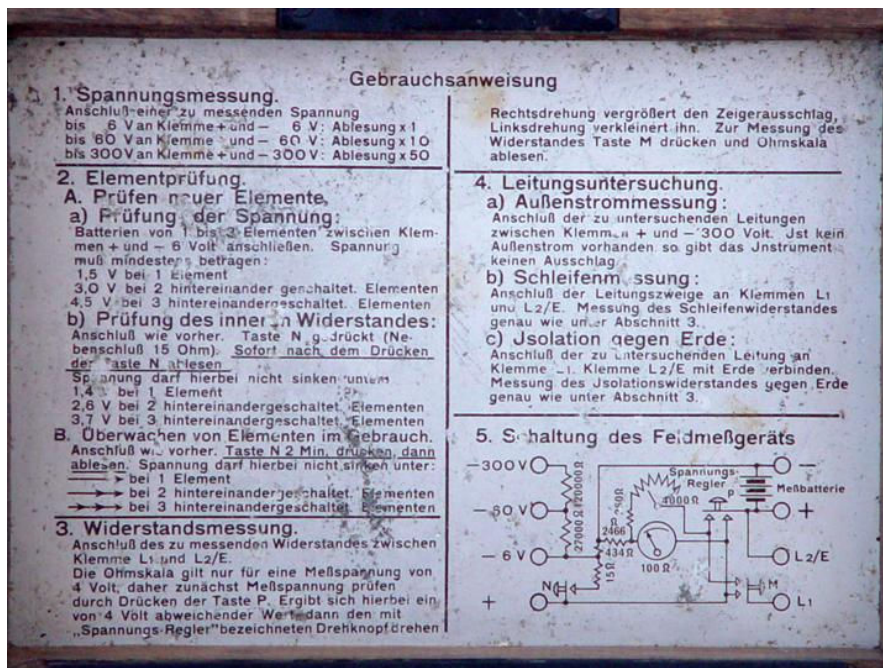 Gebrauchsanweisung
1. Spannungsmessung.
Anschluß einer zu messenden Spannung
bis 6 V an Klemme + und – 6 V: Ablesung x 1
bis 60 V an Klemme + und – 60 V: Ablesung x 10
bis 300 V an Klemme + und – 300 V: Ablesung x 50
2. Elementprüfung.
A. Prüfen neuer Elemente,
a) Prüfung der Spannung:
Batterien von 1 bis 3 Elementen zwischen Klem-
men + und – 6 Volt anschließen. Spannung
muß mindestens betragen:
1,5 V bei 1 Element
3,0 V bei 2 hintereinander geschaltet. Elementen
4,5 V bei 3 hintereinandergeschaltet. Elementen
b) Prüfung des inneren Widerstandes:
Anschluß wie vorher. Taste N gedrückt (Ne-
benschluß 15 Ohm). Sofort nach dem Drücken
der Taste N ablesen
Spannung darf hierbei nicht sinken unter:
1,4 V bei 1 Element
2,6 V bei 2 hintereinandergeschaltet. Elementen
3,7 V bei 3 hintereinandergeschaltet. Elementen
B. Überwachen von Elementen im Gebrauch.
Anschluß wie vorher. Taste N 2 Min. drücken, dann
ablesen. Spannung darf hierbei nicht sinken unter:
bei 1 Element
bei 2 hintereinander geschaltet. Elementen
bei 3 hintereinandergeschaltet. Elementen
3. Widerstandsmessung.
Anschluß des zu messenden Widerstandes zwischen
Klemme L1 und L2/E.
Die Ohmskala gilt nur für eine Meßspannung von
4 Volt, daher zunächst Meßspannung prüfen
durch Drücken der Taste P. Ergibt sich hierbei ein
von 4 Volt abweichender Wert, dann den mit
„Spannungs-Regler" bezeichneten Drehknopf drehen
Rechtsdrehung vergrößert den Zeigerausschlag,
Linksdrehung verkleinert ihn. Zur Messung des
Widerstandes Taste M drücken und Ohmskala
ablesen.
4. Leitungsuntersuchung.
a) Außenstrommessung:
Anschluß der zu untersuchenden Leitungen
zwischen Klemmen + und – 300 Volt. Jst kein
Außenstrom vorhanden so gibt das Jnstrument
keinen Ausschlag
b) Schleifenmessung:
Anschluß der Leitungszweige an Klemmen L1
und L2/E. Messung des Schleifenwiderstandes
genau wie unter Abschnitt 3.
c) Jsolation gegen Erde:
Anschluß der zu untersuchenden Leitung an
Klemme L1. Klemme L2/E mit Erde verbinden.
Messung des Jsolationswiderstandes gegen Erde
genau wie unter Abschnitt 3.
5. Schaltung des Feldmeßgeräts
– 300 V
120000 Ω
Spannungs-
Regler
4000 Ω
P
Meßbatterie
–
– 60 V
27000 Ω
250 Ω
+
2466
434 Ω
100 Ω
– 6 V
15 Ω
L2/E
N
M
+
L1